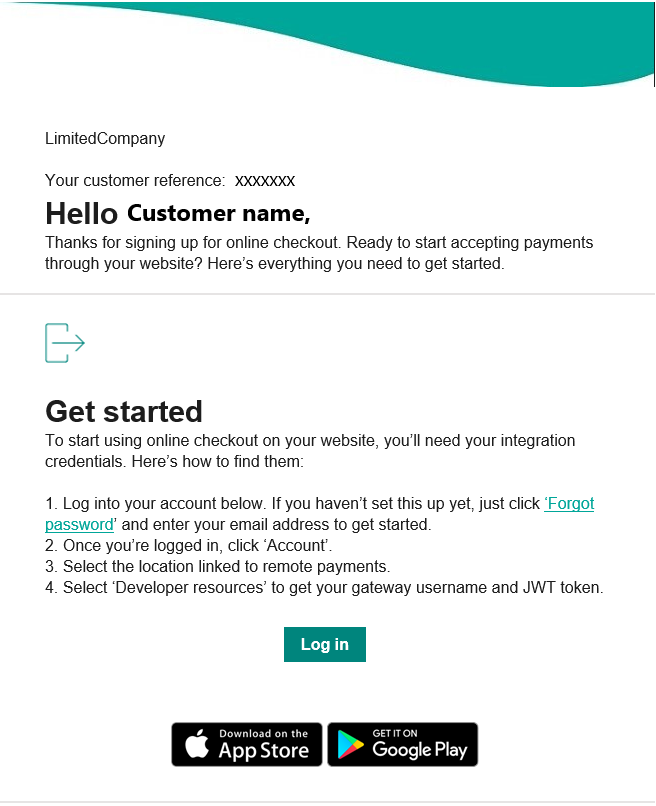 LimitedCompany
Your customer reference:  xxxxxxx
Hello Customer name,
Thanks for signing up for online checkout. Ready to start accepting payments
through your website? Here’s everything you need to get started.
Get started
To start using online checkout on your website, you’ll need your integration
credentials. Here’s how to find them:
1. Log into your account below. If you haven’t set this up yet, just click ‘Forgot
password’ and enter your email address to get started.
2. Once you’re logged in, click ‘Account’.
3. Select the location linked to remote payments.
4. Select ‘Developer resources’ to get your gateway username and JWT token.
Log in
Download on the
App Store
GET IT ON
Google Play